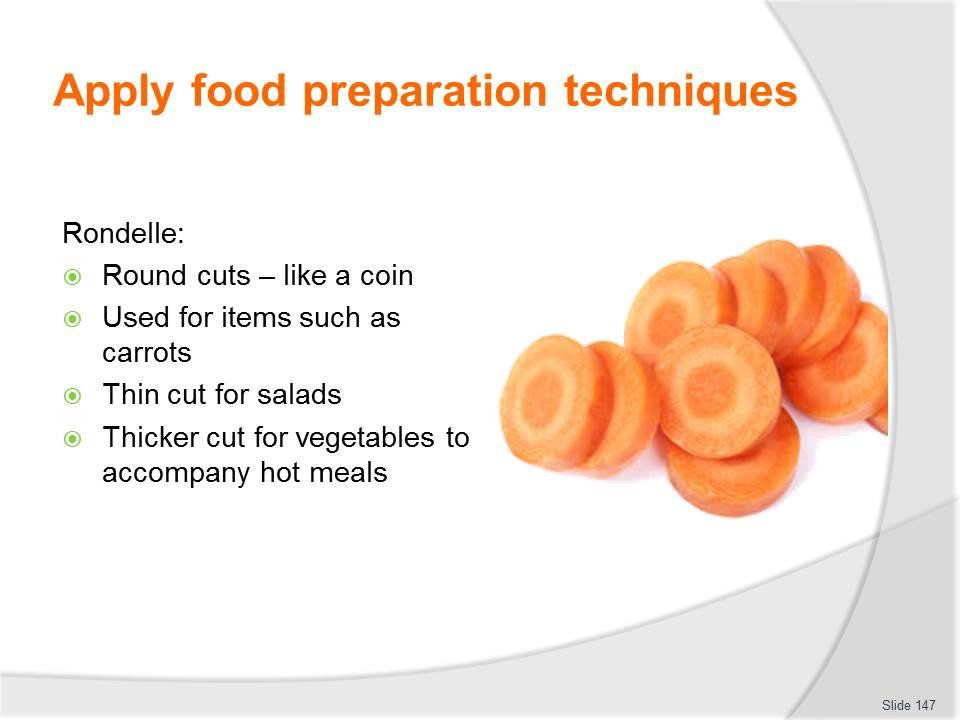 Apply food preparation techniques
Rondelle:
Round cuts – like a coin
Used for items such as
carrots
Thin cut for salads
Thicker cut for vegetables to
accompany hot meals
Slide 147